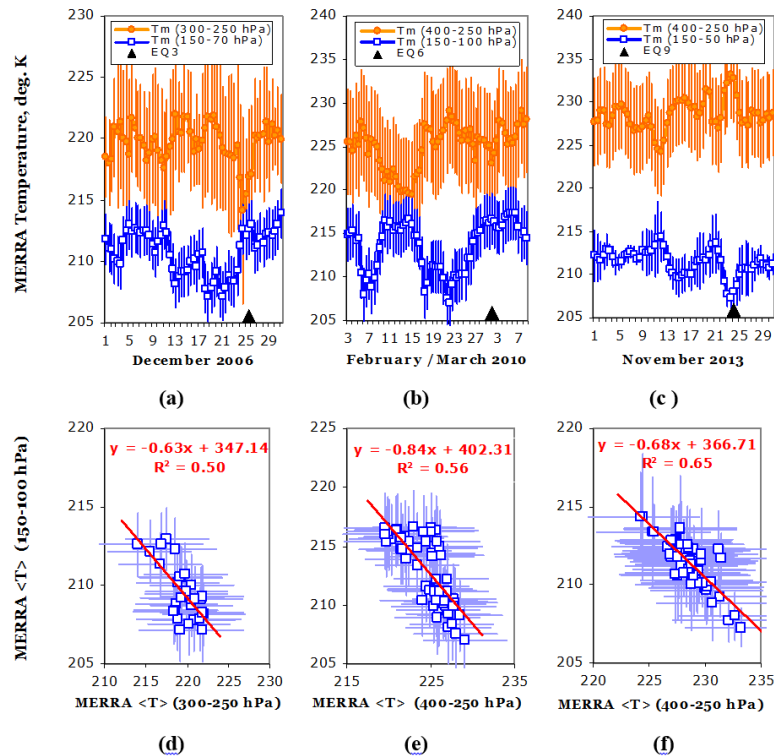 MERRA Temperature, deg. K
230
225
220
215
210
205
Tm (300-250 hPa)
Tm (150-70 hPa)
EQ3
1 5 9 13 17 21 25 29
December 2006
(a)
240
235
230
225
220
215
210
205
Tm (400-250 hPa)
Tm (150-100 hPa)
EQ6
3 7 11 15 19 23 27 3 7
February / March 2010
(b)
240
235
230
225
220
215
210
205
Tm (400-250 hPa)
Tm (150-50 hPa)
EQ9
1 5 9 13 17 21 25 29
November 2013
(c )
MERRA <T> (150-100 hPa)
220
215
210
205
y = -0.63x + 347.14
R² = 0.50
210 215 220 225 230
MERRA <T> (300-250 hPa)
(d)
225
220
215
210
205
y = -0.84x + 402.31
R² = 0.56
215 225 235
MERRA <T> (400-250 hPa)
(e)
220
215
210
205
y = -0.68x + 366.71
R² = 0.65
220 225 230 235
MERRA <T> (400-250 hPa)
(f)